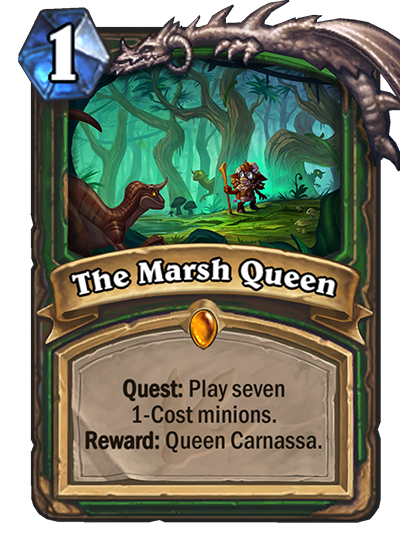 1
The Marsh Queen
Quest: Play seven
1-Cost minions.
Reward: Queen Carnassa.